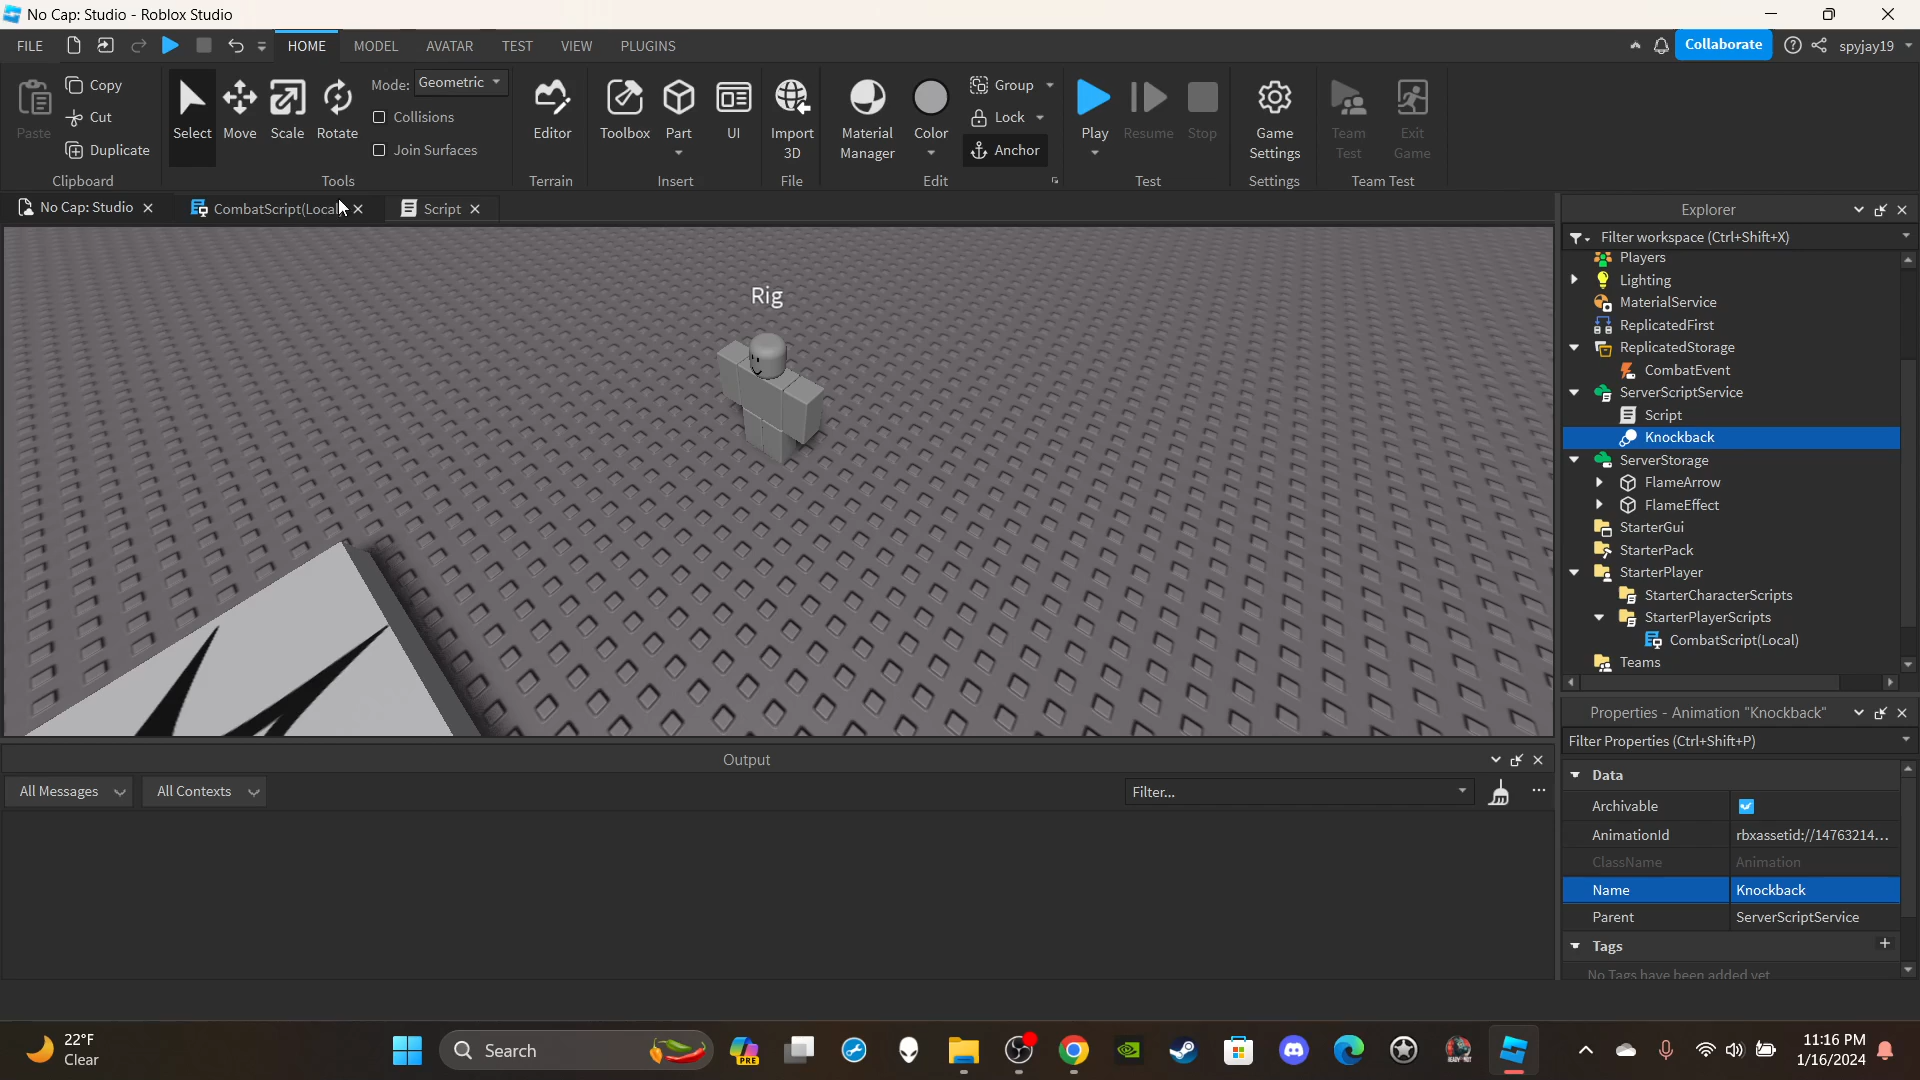 No Cap: Studio - Roblox Studio
FILE HOME MODEL AVATAR TEST VIEW PLUGINS Collaborate spyjay19
Paste Copy Cut Duplicate Clipboard
Select Move Scale Rotate Mode: Geometric Collisions Join Surfaces Tools
Editor Terrain
Toolbox Part UI Insert
Import 3D File
Material Manager Color Group Lock Anchor Edit
Play Resume Stop Test
Game Settings Settings
Team Test Exit Game Team Test
No Cap: Studio CombatScript(Local Script
Rig
Explorer
Filter workspace (Ctrl+Shift+X)
Players
Lighting
MaterialService
ReplicatedFirst
ReplicatedStorage
CombatEvent
ServerScriptService
Script
Knockback
ServerStorage
FlameArrow
FlameEffect
StarterGui
StarterPack
StarterPlayer
StarterCharacterScripts
StarterPlayerScripts
CombatScript(Local)
Teams
Properties - Animation "Knockback"
Filter Properties (Ctrl+Shift+P)
Data
Archivable
AnimationId rbxassetid://14763214...
ClassName Animation
Name Knockback
Parent ServerScriptService
Tags
No Tags have been added yet
Output
All Messages All Contexts Filter...
22°F
Clear
Search
PRE
11:16 PM
1/16/2024